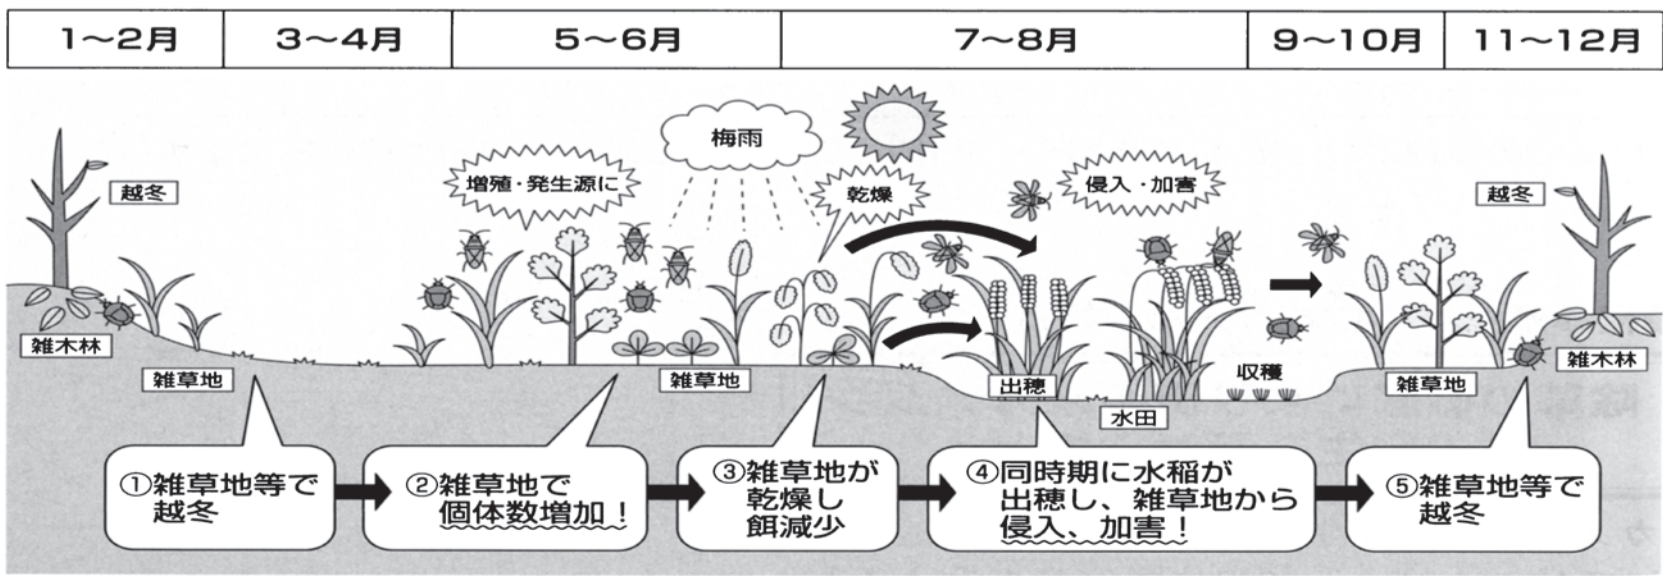 1〜2月
3〜4月
5〜6月
7〜8月
9〜10月
11〜12月
梅雨
増殖・発生源に
乾燥
侵入・加害
越冬
越冬
雑木林
雑草地
雑草地
出穂
水田
収穫
雑草地
雑木林
①雑草地等で
越冬
②雑草地で
個体数増加！
③雑草地が
乾燥し
餌減少
④同時期に水稲が
出穂し、雑草地から
侵入、加害！
⑤雑草地等で
越冬